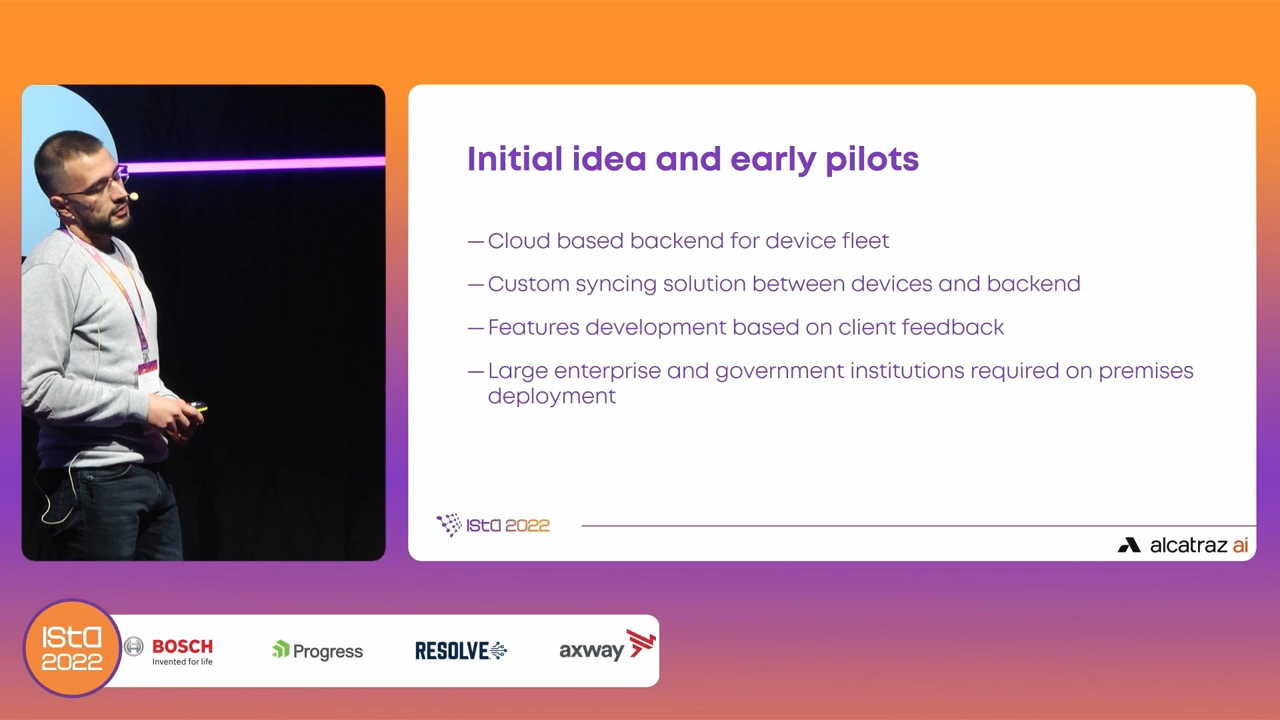 Initial idea and early pilots
— Cloud based backend for device fleet
— Custom syncing solution between devices and backend
— Features development based on client feedback
— Large enterprise and government institutions required on premises
deployment
ISTA 2022
alcatraz ai
ISTA
2022
BOSCH
Invented for life
Progress
RESOLVE
axway